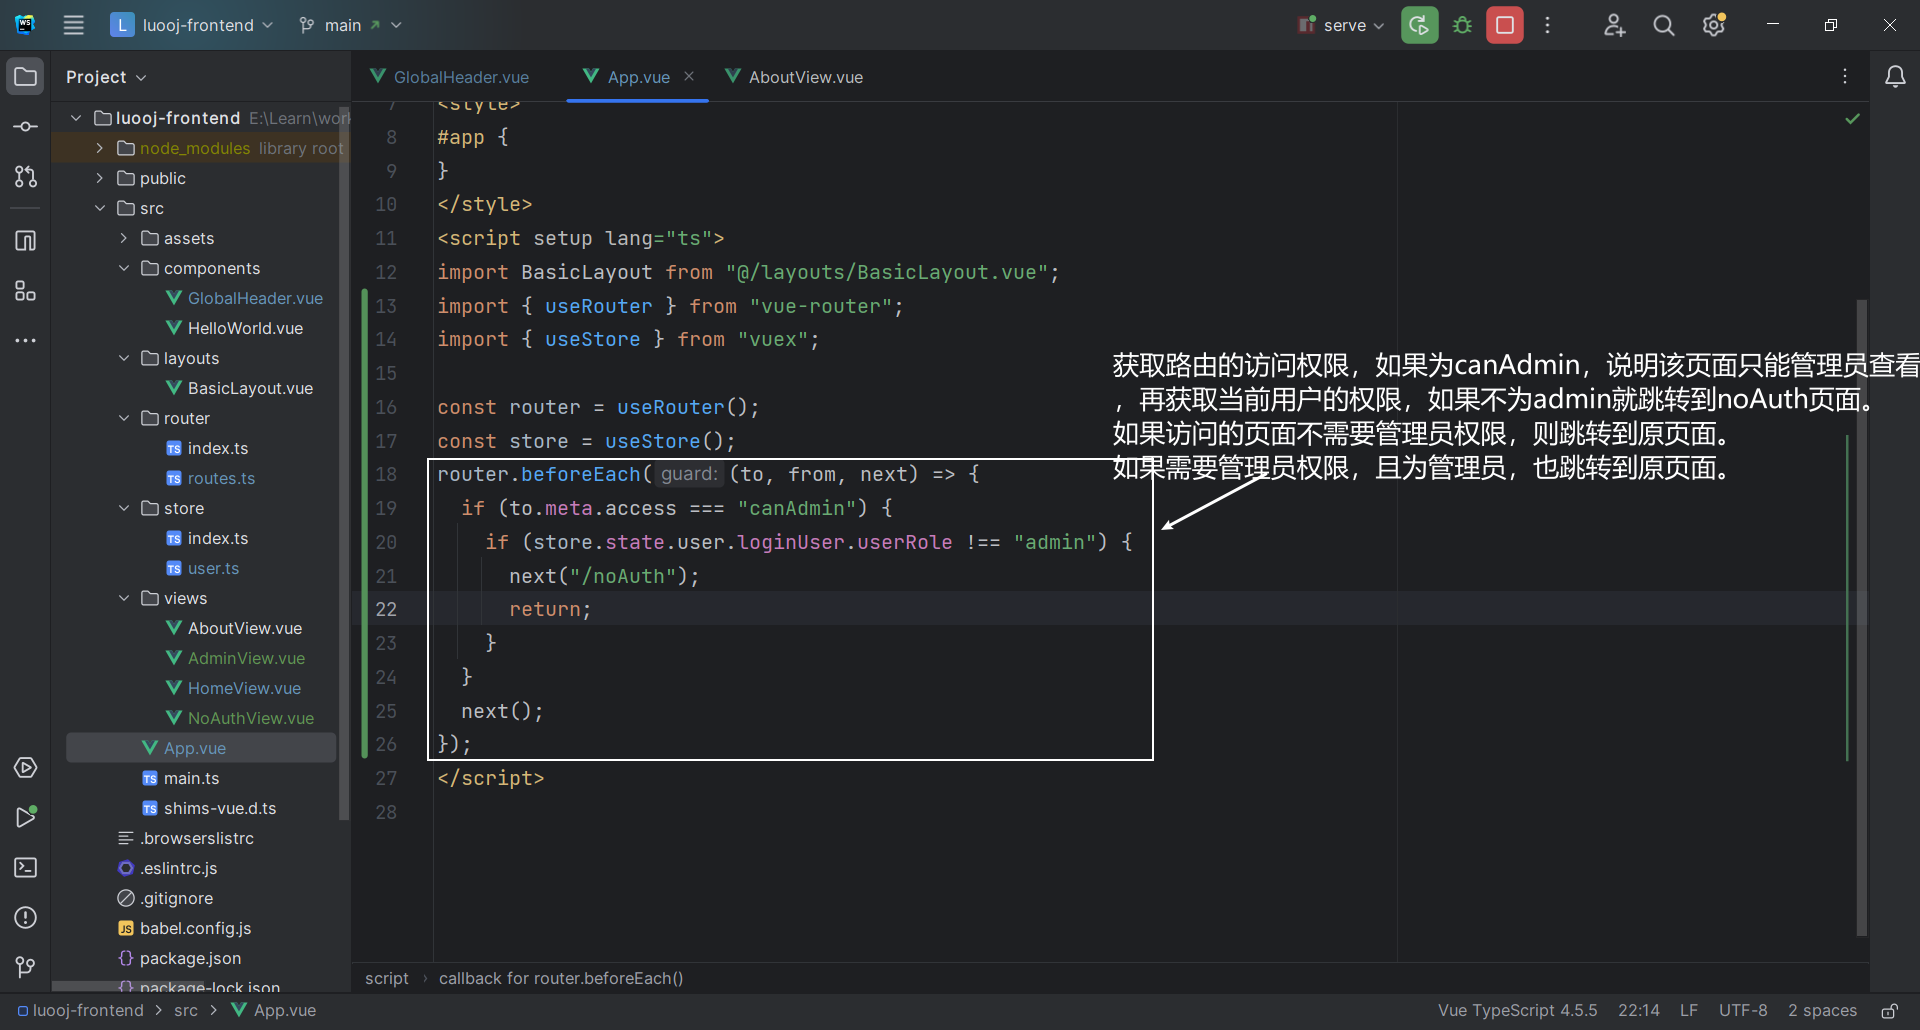 WS
L luooj-frontend main serve
Project
GlobalHeader.vue App.vue AboutView.vue
luooj-frontend E:\Learn\work
node_modules library root
public
src
assets
components
GlobalHeader.vue
HelloWorld.vue
layouts
BasicLayout.vue
router
TS index.ts
TS routes.ts
store
TS index.ts
TS user.ts
views
AboutView.vue
AdminView.vue
HomeView.vue
NoAuthView.vue
App.vue
TS main.ts
TS shims-vue.d.ts
.browserslistrc
.eslintrc.js
.gitignore
JS babel.config.js
{} package.json
{} package-lock.json
7 <style>
8 #app {
9 }
10 </style>
11 <script setup lang="ts">
12 import BasicLayout from "@/layouts/BasicLayout.vue";
13 import { useRouter } from "vue-router";
14 import { useStore } from "vuex";
15
16 const router = useRouter();
17 const store = useStore();
18 router.beforeEach( guard: (to, from, next) => {
19 if (to.meta.access === "canAdmin") {
20 if (store.state.user.loginUser.userRole !== "admin") {
21 next("/noAuth");
22 return;
23 }
24 }
25 next();
26 });
27 </script>
28
获取路由的访问权限，如果为canAdmin，说明该页面只能管理员查看
，再获取当前用户的权限，如果不为admin就跳转到noAuth页面。
如果访问的页面不需要管理员权限，则跳转到原页面。
如果需要管理员权限，且为管理员，也跳转到原页面。
script › callback for router.beforeEach()
luooj-frontend > src > App.vue
Vue TypeScript 4.5.5 22:14 LF UTF-8 2 spaces